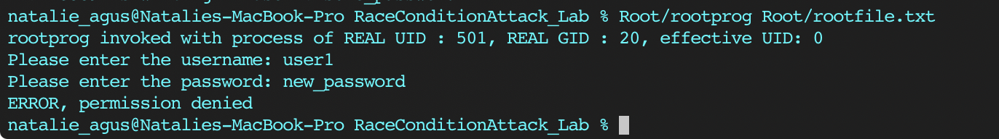 natalie_agus@Natalies-MacBook-Pro RaceConditionAttack_Lab % Root/rootprog Root/rootfile.txt
rootprog invoked with process of REAL UID : 501, REAL GID : 20, effective UID: 0
Please enter the username: user1
Please enter the password: new_password
ERROR, permission denied
natalie_agus@Natalies-MacBook-Pro RaceConditionAttack_Lab %